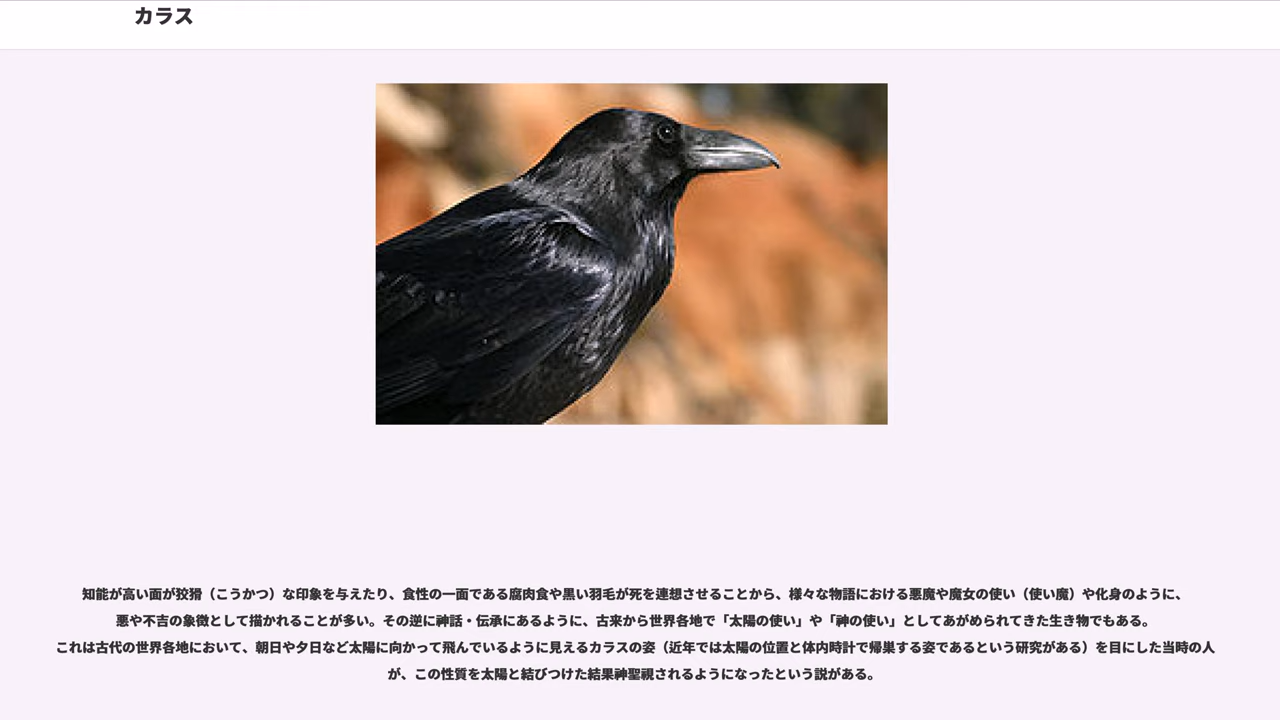 カラス
知能が高い面が狡猾（こうかつ）な印象を与えたり、食性の一面である腐肉食や黒い羽毛が死を連想させることから、様々な物語における悪魔や魔女の使い（使い魔）や化身のように、
悪や不吉の象徴として描かれることが多い。その逆に神話・伝承にあるように、古来から世界各地で「太陽の使い」や「神の使い」としてあがめられてきた生き物でもある。
これは古代の世界各地において、朝日や夕日など太陽に向かって飛んでいるように見えるカラスの姿（近年では太陽の位置と体内時計で帰巣する姿であるという研究がある）を目にした当時の人
が、この性質を太陽と結びつけた結果神聖視されるようになったという説がある。